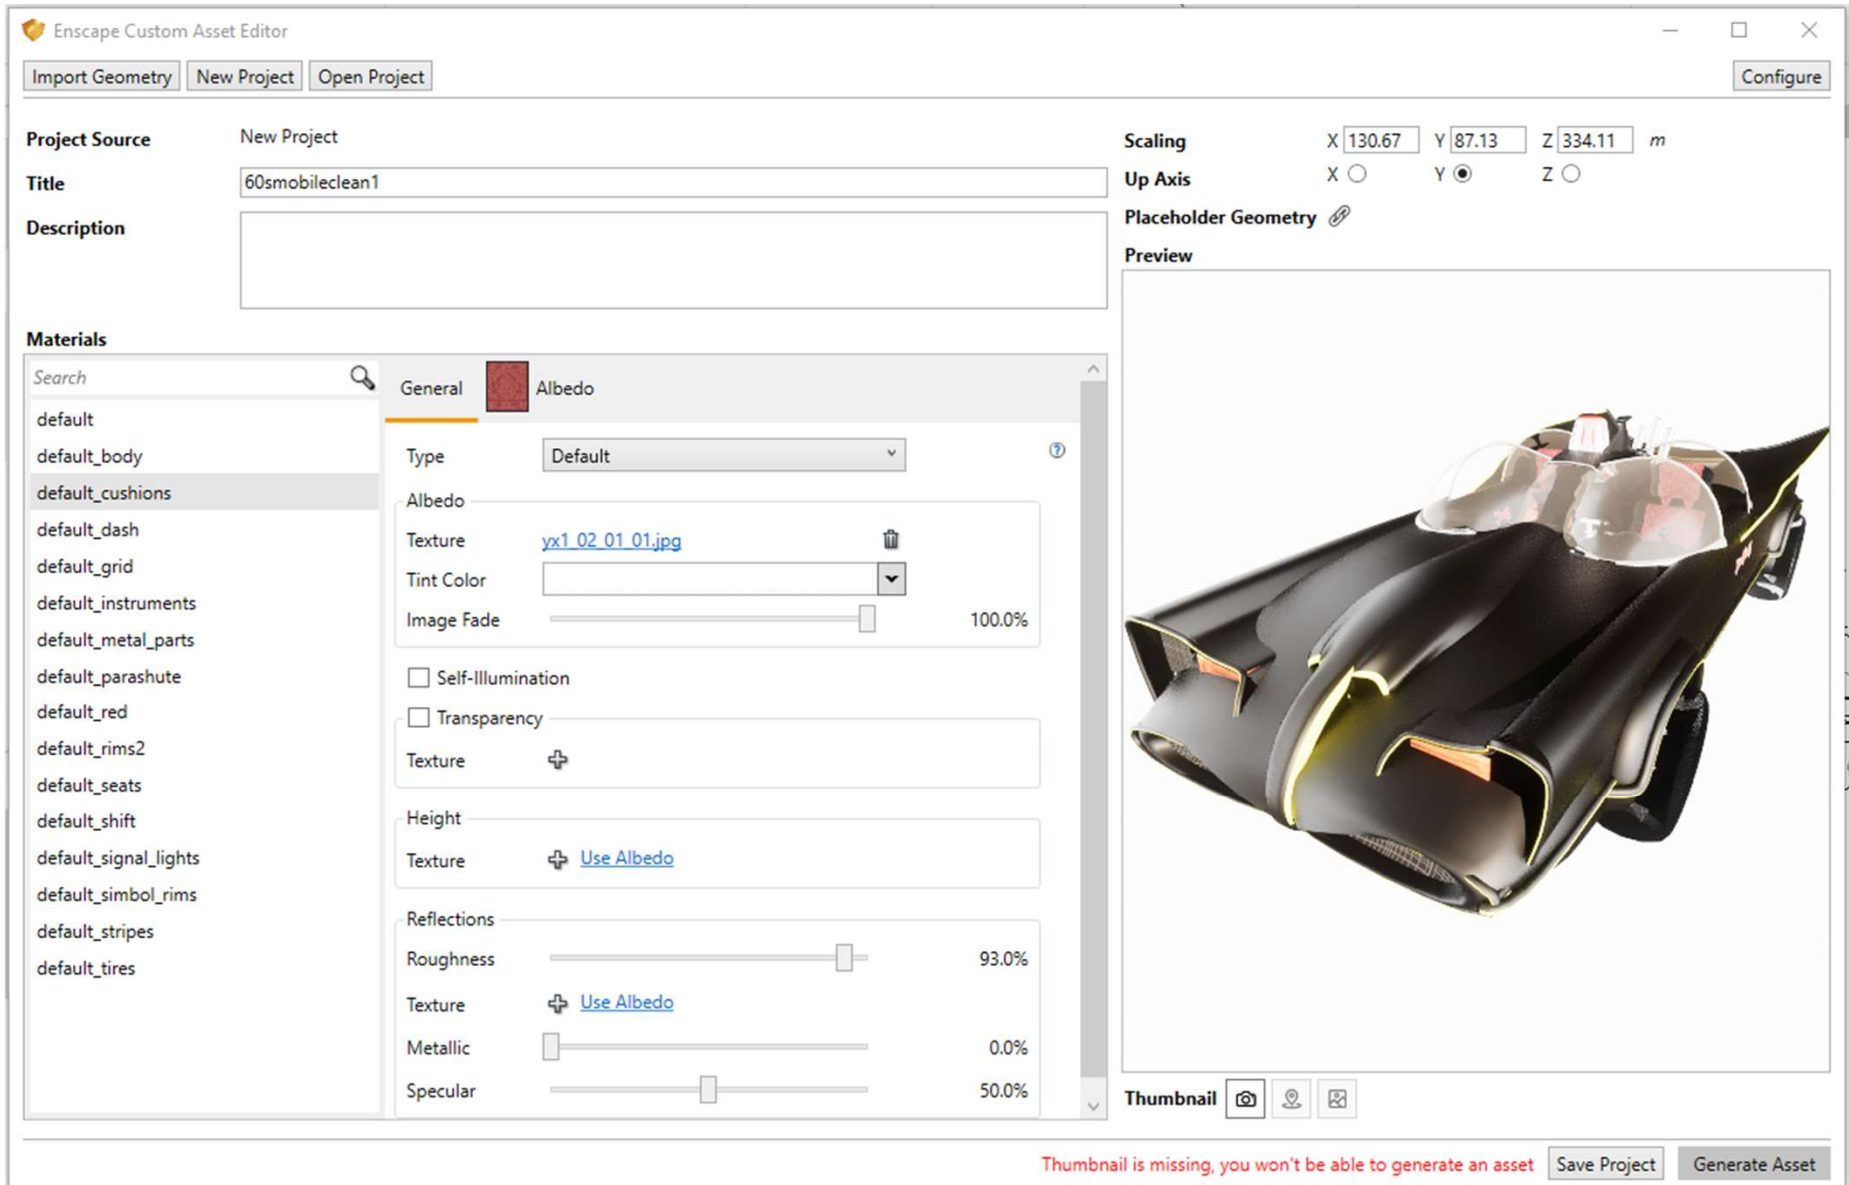 Enscape Custom Asset Editor
Import Geometry New Project Open Project Configure
Project Source New Project
Title 60smobileclean1
Description
Scaling X 130.67 Y 87.13 Z 334.11 m
Up Axis X Y Z
Placeholder Geometry
Preview
Materials
Search
default
default_body
default_cushions
default_dash
default_grid
default_instruments
default_metal_parts
default_parashute
default_red
default_rims2
default_seats
default_shift
default_signal_lights
default_simbol_rims
default_stripes
default_tires
General Albedo
Type Default ?
Albedo
Texture yx1_02_01_01.jpg
Tint Color
Image Fade 100.0%
Self-Illumination
Transparency
Texture
Height
Texture Use Albedo
Reflections
Roughness 93.0%
Texture Use Albedo
Metallic 0.0%
Specular 50.0%
Thumbnail
Thumbnail is missing, you won't be able to generate an asset Save Project Generate Asset